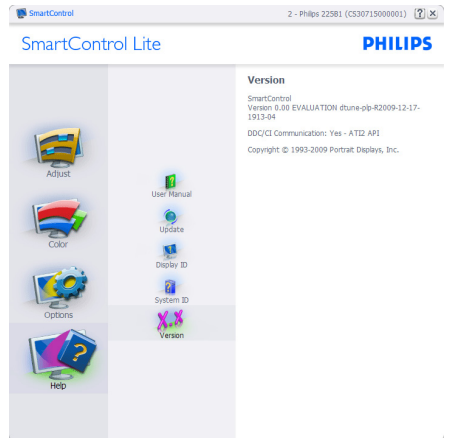 SmartControl
2 - Philips 225B1 (CS30715000001) ? X
SmartControl Lite
PHILIPS
Adjust
Color
Options
Help
User Manual
Update
Display ID
System ID
X.X
Version
Version
SmartControl
Version 0.00 EVALUATION dtune-plp-R2009-12-17-
1913-04
DDC/CI Communication: Yes - ATI2 API
Copyright © 1993-2009 Portrait Displays, Inc.